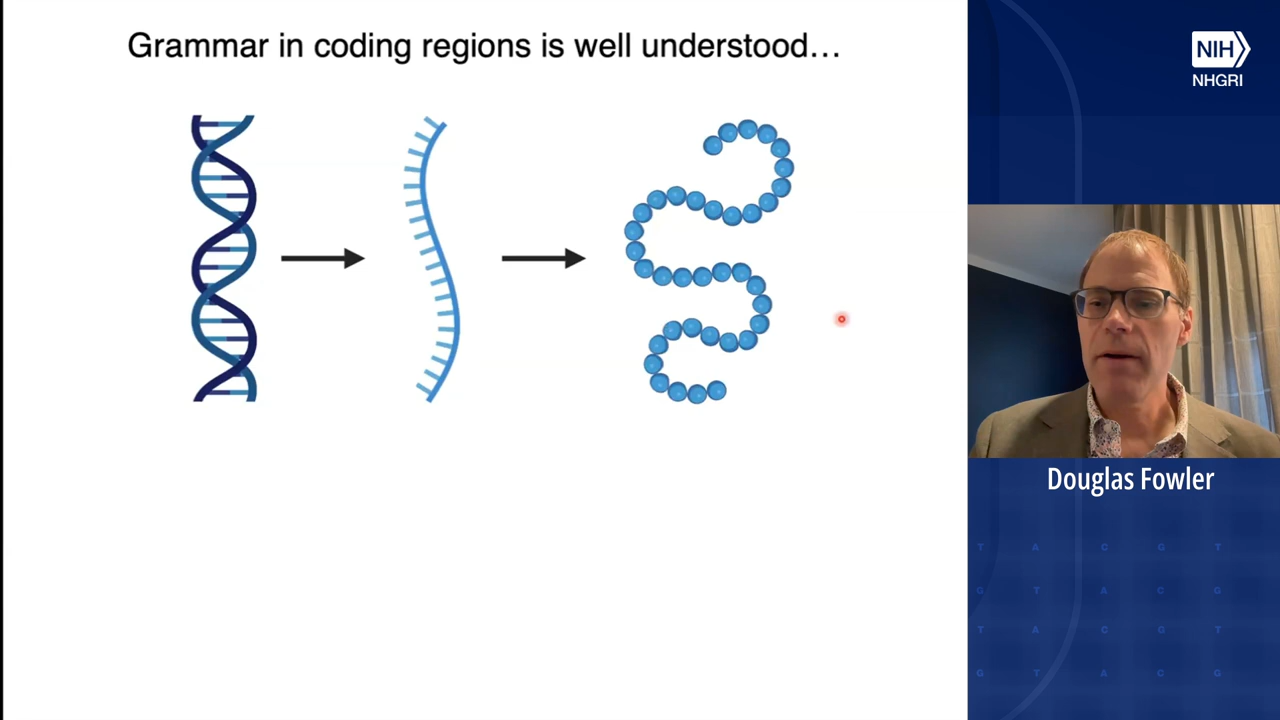 Grammar in coding regions is well understood…
NIH
NHGRI
Douglas Fowler
T A C G T
G T A C G
T A C G T
G T A C G